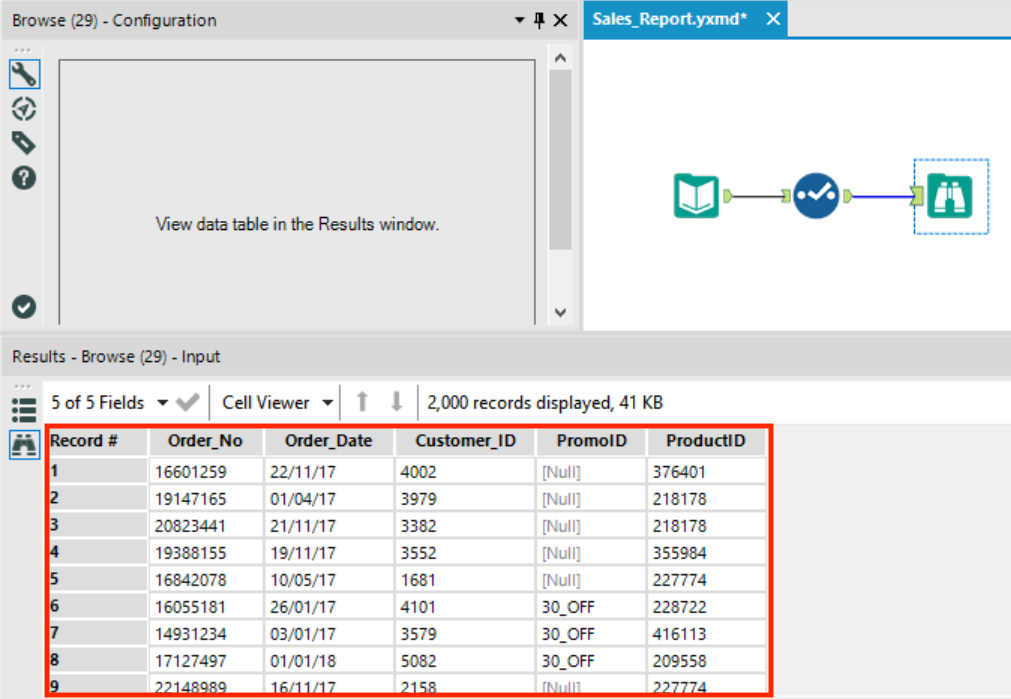 Browse (29) - Configuration
Sales_Report.yxmd*
View data table in the Results window.
Results - Browse (29) - Input
5 of 5 Fields Cell Viewer 2,000 records displayed, 41 KB
Record # Order_No Order_Date Customer_ID PromoID ProductID
1 16601259 22/11/17 4002 [Null] 376401
2 19147165 01/04/17 3979 [Null] 218178
3 20823441 21/11/17 3382 [Null] 218178
4 19388155 19/11/17 3552 [Null] 355984
5 16842078 10/05/17 1681 [Null] 227774
6 16055181 26/01/17 4101 30_OFF 228722
7 14931234 03/01/17 3579 30_OFF 416113
8 17127497 01/01/18 5082 30_OFF 209558
9 22148989 16/11/17 2158 [Null] 227774